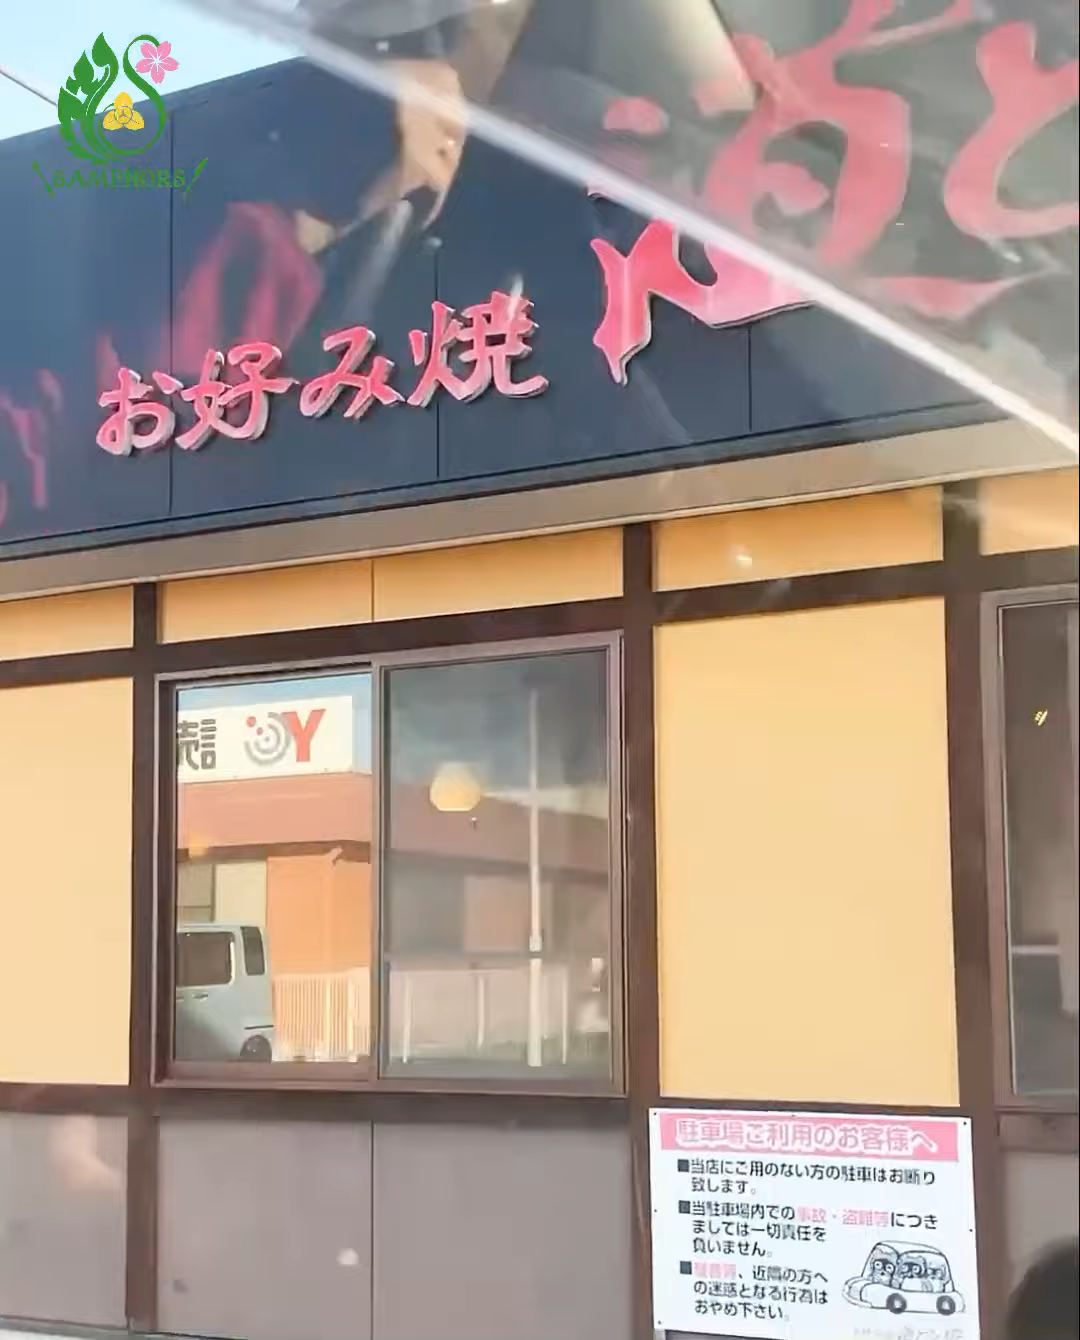 SAMPHORS
道と
お好み焼
売話
Y
駐車場ご利用のお客様へ
■当店にご用のない方の駐車はお断り
致します。
■当駐車場内での事故・盗難等につき
ましては一切責任を
負いません。
■騒音等、近隣の方へ
の迷惑となる行為は
おやめ下さい。